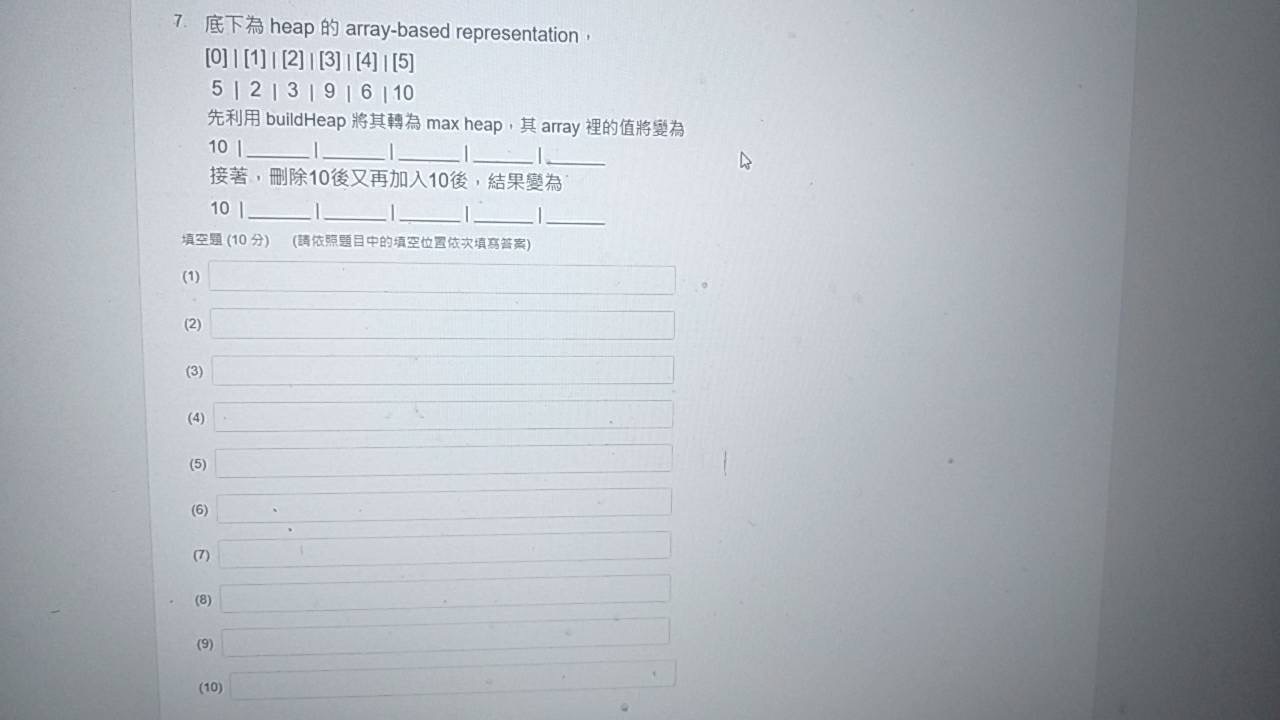 7. 底下為 heap 的 array-based representation，
[0] | [1] | [2] | [3] | [4] | [5]
5 | 2 | 3 | 9 | 6 | 10
先利用 buildHeap 將其轉為 max heap，其 array 裡的值將變為
10 |______|______|______|______|______
接著，刪除10後又再加入10後，結果變為
10 |______|______|______|______|______
填空題 (10 分) (請依照題目中的填空位置依次填寫答案)
(1)
(2)
(3)
(4)
(5)
(6)
(7)
(8)
(9)
(10)